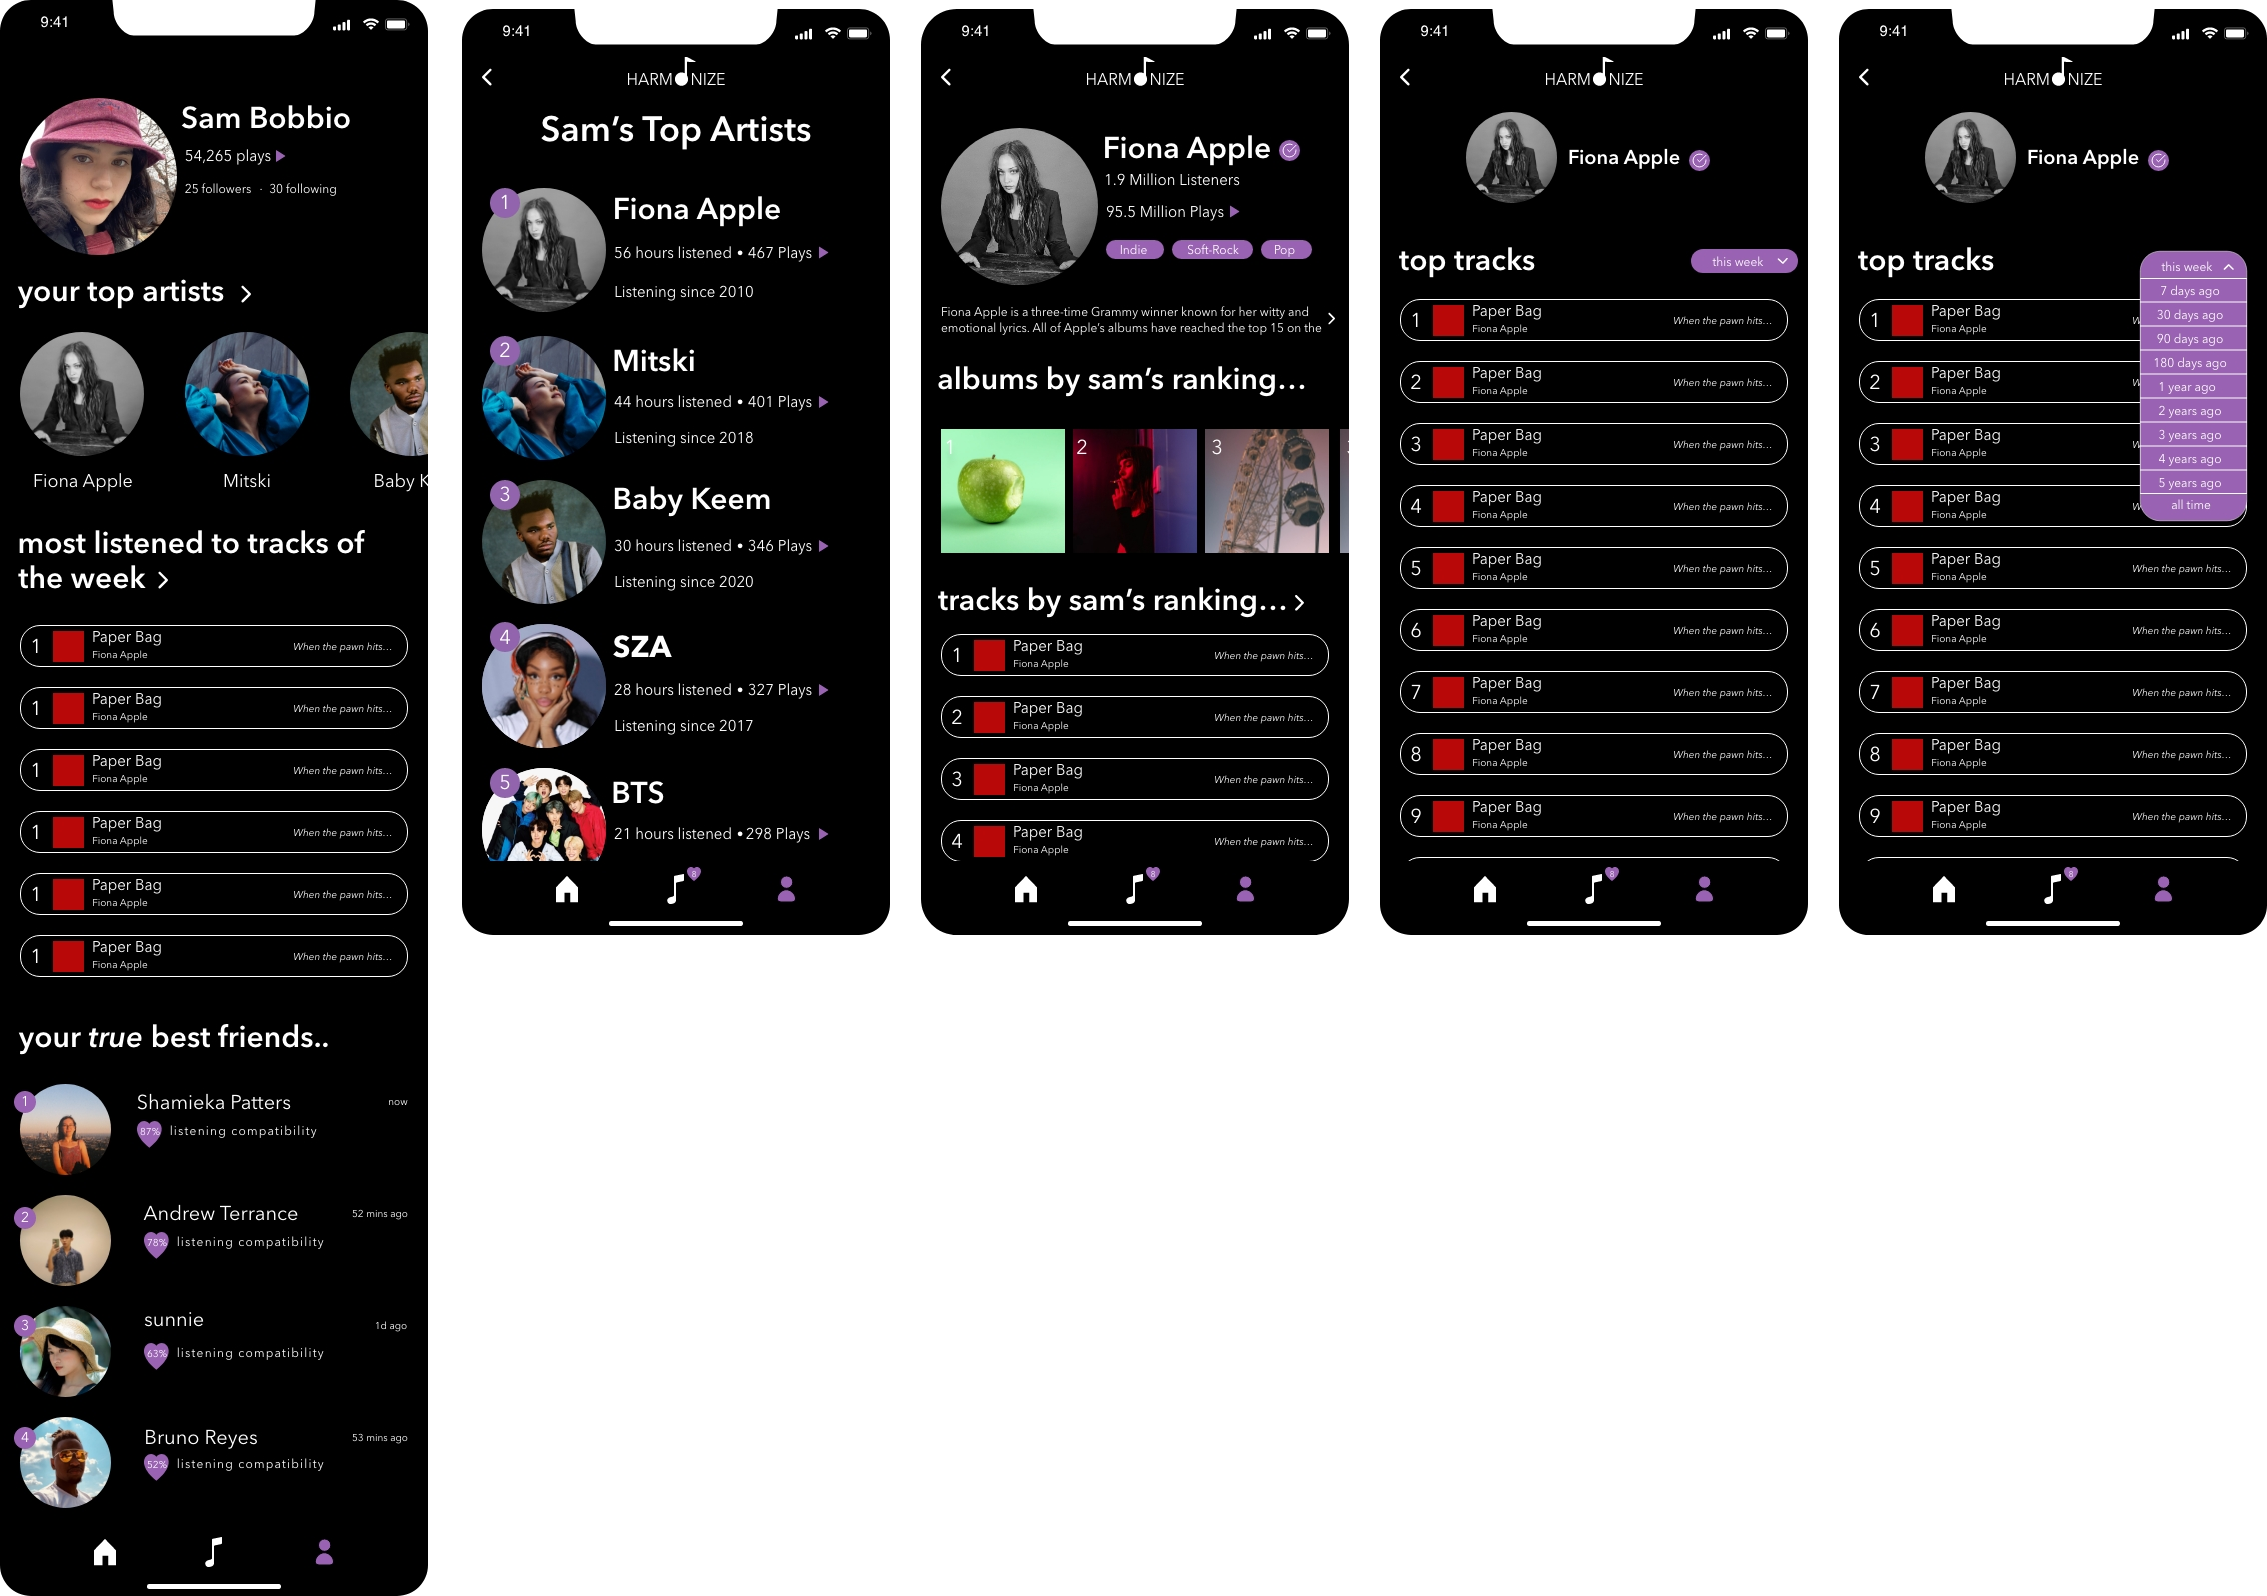 9:41
Sam Bobbio
54,265 plays
25 followers · 30 following
your top artists
Fiona Apple
Mitski
Baby K
most listened to tracks of
the week
1
Paper Bag
Fiona Apple
When the pawn hits...
1
Paper Bag
Fiona Apple
When the pawn hits...
1
Paper Bag
Fiona Apple
When the pawn hits...
1
Paper Bag
Fiona Apple
When the pawn hits...
1
Paper Bag
Fiona Apple
When the pawn hits...
1
Paper Bag
Fiona Apple
When the pawn hits...
your true best friends..
1
Shamieka Patters
now
87%
listening compatibility
2
Andrew Terrance
52 mins ago
78%
listening compatibility
3
sunnie
1d ago
63%
listening compatibility
4
Bruno Reyes
53 mins ago
52%
listening compatibility
9:41
HARMONIZE
Sam's Top Artists
1
Fiona Apple
56 hours listened • 467 Plays
Listening since 2010
2
Mitski
44 hours listened • 401 Plays
Listening since 2018
3
Baby Keem
30 hours listened • 346 Plays
Listening since 2020
4
SZA
28 hours listened • 327 Plays
Listening since 2017
5
BTS
21 hours listened • 298 Plays
8
9:41
HARMONIZE
Fiona Apple
1.9 Million Listeners
95.5 Million Plays
Indie
Soft-Rock
Pop
Fiona Apple is a three-time Grammy winner known for her witty and
emotional lyrics. All of Apple's albums have reached the top 15 on the
albums by sam's ranking...
1
2
3
tracks by sam's ranking...
1
Paper Bag
Fiona Apple
When the pawn hits...
2
Paper Bag
Fiona Apple
When the pawn hits...
3
Paper Bag
Fiona Apple
When the pawn hits...
4
Paper Bag
Fiona Apple
When the pawn hits...
8
9:41
HARMONIZE
Fiona Apple
top tracks
this week
1
Paper Bag
Fiona Apple
When the pawn hits...
2
Paper Bag
Fiona Apple
When the pawn hits...
3
Paper Bag
Fiona Apple
When the pawn hits...
4
Paper Bag
Fiona Apple
When the pawn hits...
5
Paper Bag
Fiona Apple
When the pawn hits...
6
Paper Bag
Fiona Apple
When the pawn hits...
7
Paper Bag
Fiona Apple
When the pawn hits...
8
Paper Bag
Fiona Apple
When the pawn hits...
9
Paper Bag
Fiona Apple
When the pawn hits...
8
9:41
HARMONIZE
Fiona Apple
top tracks
this week
7 days ago
30 days ago
90 days ago
180 days ago
1 year ago
2 years ago
3 years ago
4 years ago
5 years ago
all time
1
Paper Bag
Fiona Apple
2
Paper Bag
Fiona Apple
3
Paper Bag
Fiona Apple
4
Paper Bag
Fiona Apple
5
Paper Bag
Fiona Apple
When the pawn hits...
6
Paper Bag
Fiona Apple
When the pawn hits...
7
Paper Bag
Fiona Apple
When the pawn hits...
8
Paper Bag
Fiona Apple
When the pawn hits...
9
Paper Bag
Fiona Apple
When the pawn hits...
8